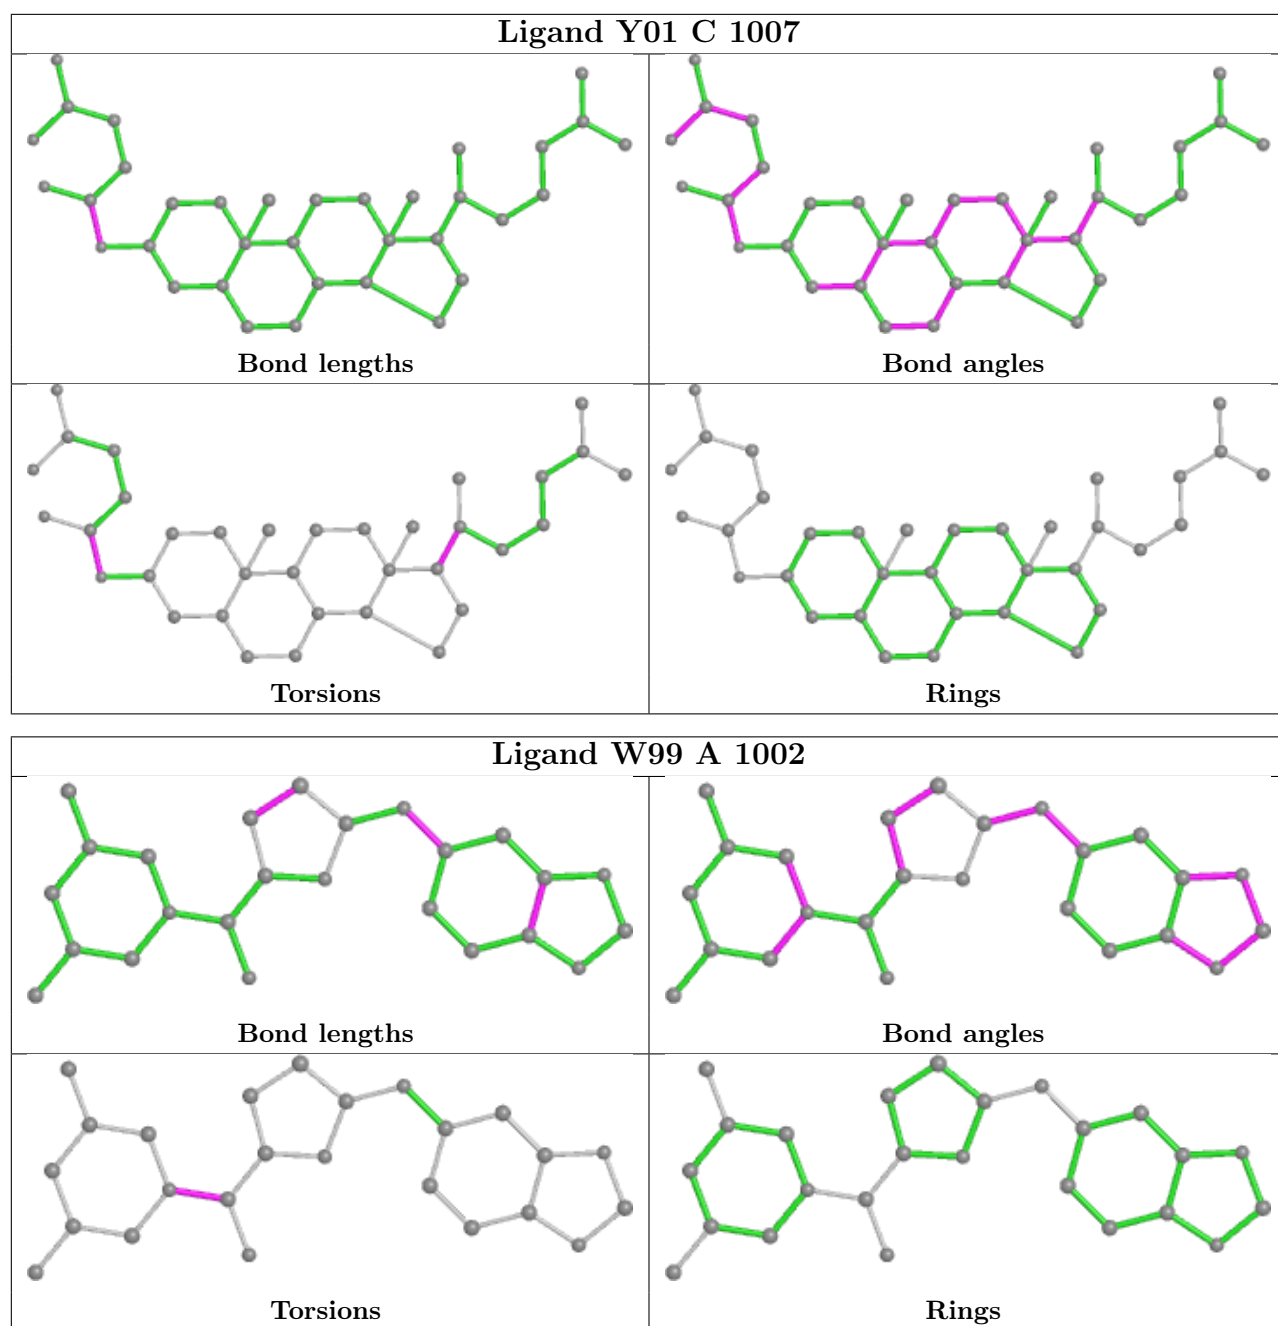 Ligand Y01 C 1007
Bond lengths
Bond angles
Torsions
Rings
Ligand W99 A 1002
Bond lengths
Bond angles
Torsions
Rings